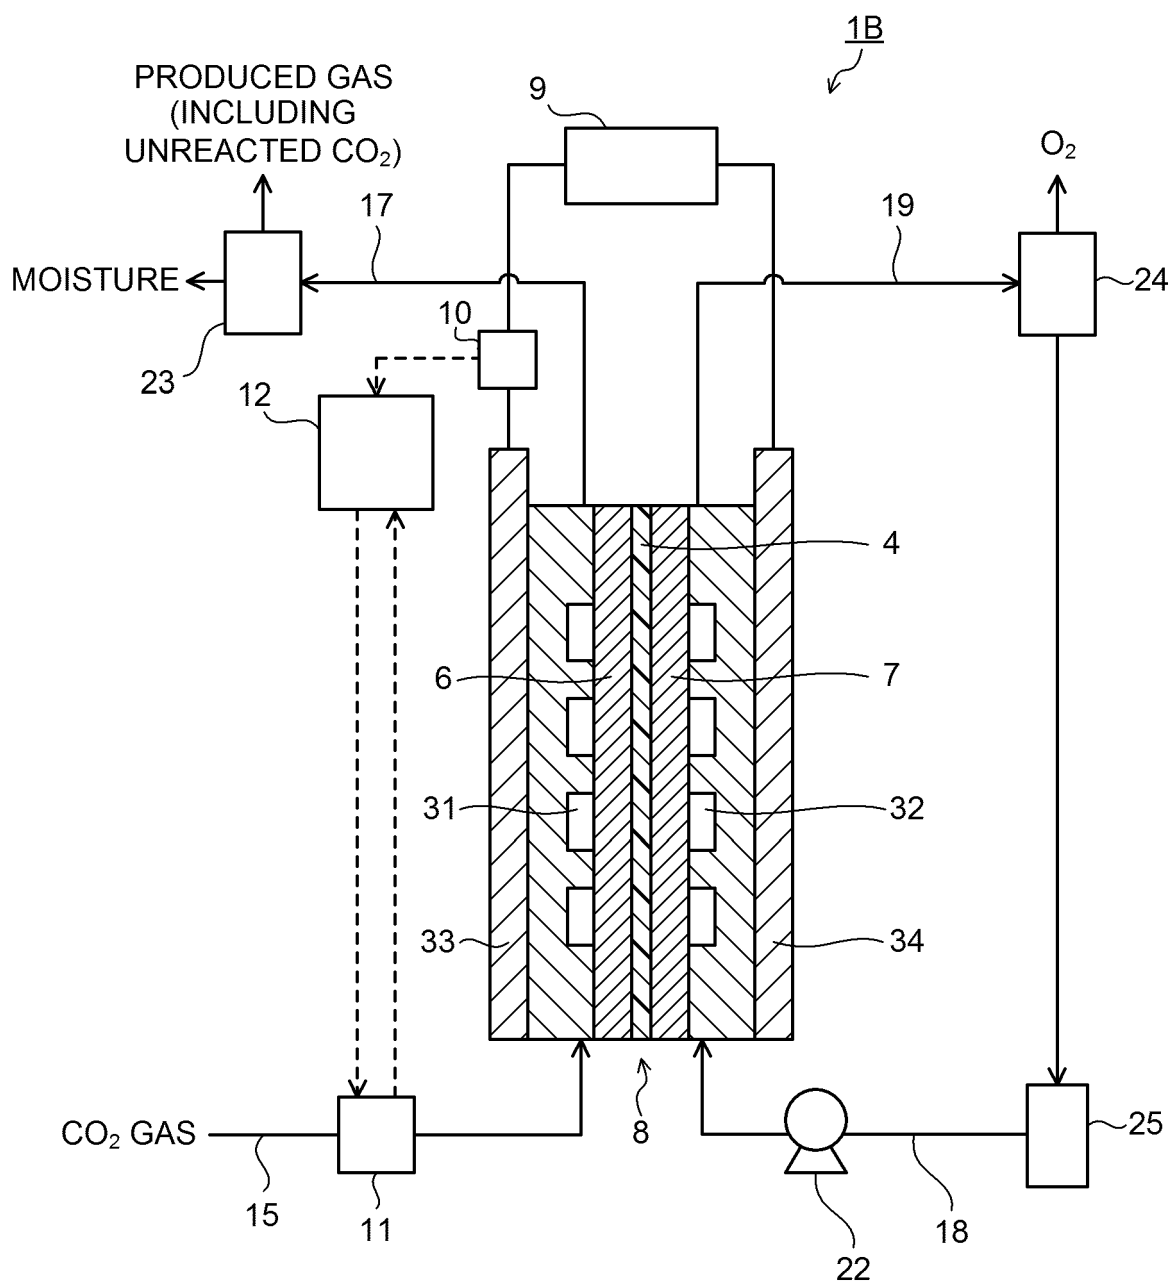 1B
PRODUCED GAS
(INCLUDING
UNREACTED CO₂)
9
O₂
17
19
MOISTURE
24
10
23
12
4
6
7
31
32
33
34
CO₂ GAS
8
25
15
11
18
22